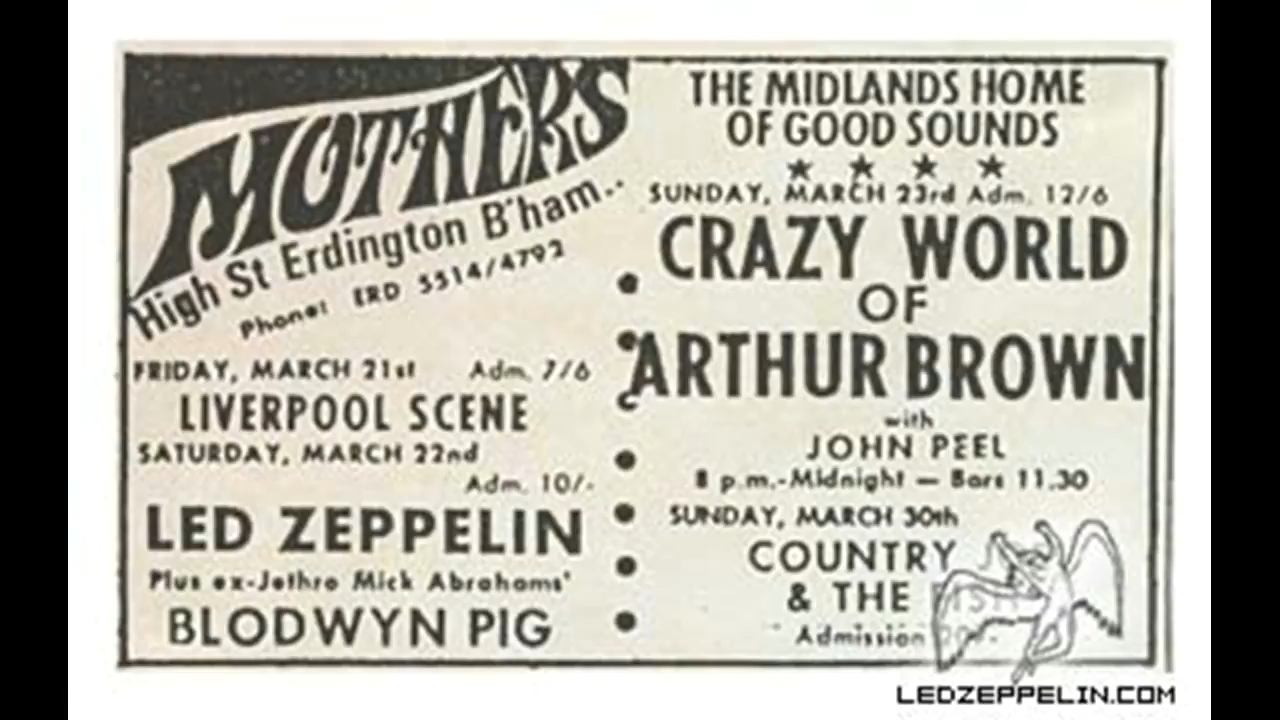 MOTHERS
High St Erdington B'ham..
Phone: ERD 5514/4792
FRIDAY, MARCH 21st Adm. 7/6
LIVERPOOL SCENE
SATURDAY, MARCH 22nd
Adm. 10/-
LED ZEPPELIN
Plus ex-Jethro Mick Abrahams'
BLODWYN PIG
THE MIDLANDS HOME
OF GOOD SOUNDS
SUNDAY, MARCH 23rd Adm. 12/6
CRAZY WORLD
OF
ARTHUR BROWN
with
JOHN PEEL
8 p.m.-Midnight — Bars 11.30
SUNDAY, MARCH 30th
COUNTRY
& THE
Admission
LEDZEPPELIN.COM